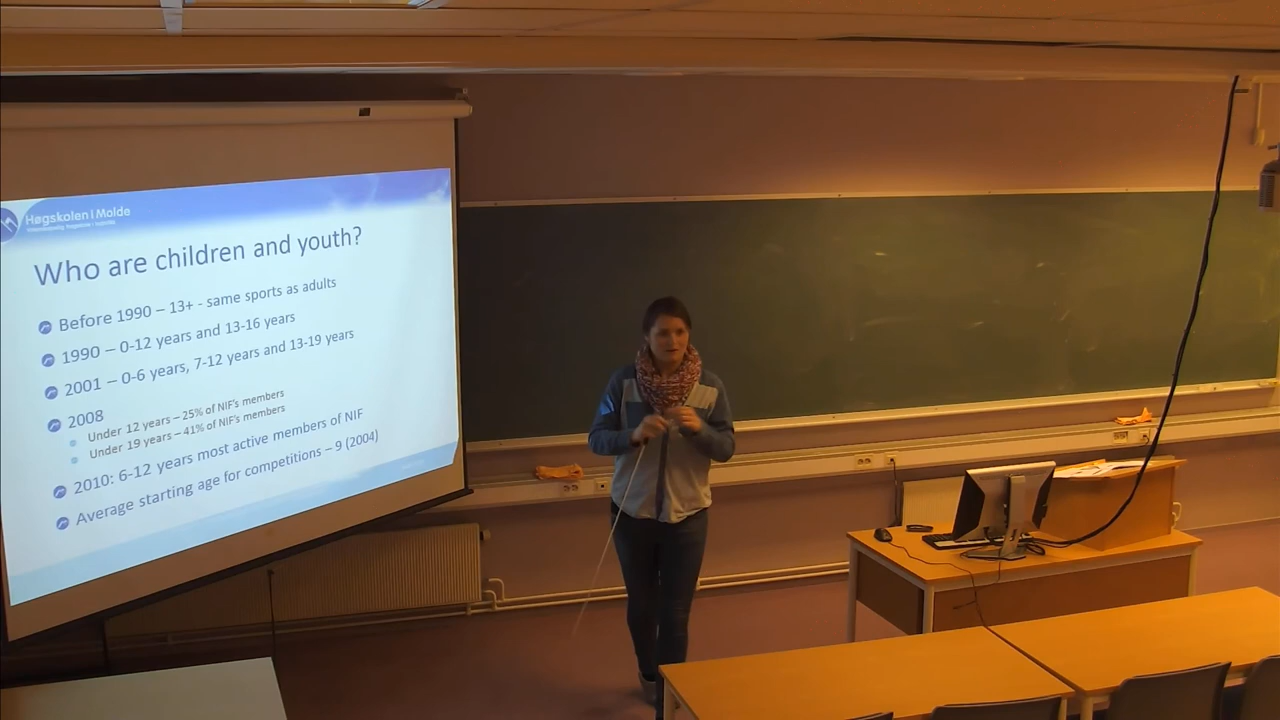 Høgskolen i Molde
Vitenskapelig høgskole i logistikk
Who are children and youth?
Before 1990 – 13+ - same sports as adults
1990 – 0-12 years and 13-16 years
2001 – 0-6 years, 7-12 years and 13-19 years
2008
Under 12 years – 25% of NIF's members
Under 19 years – 41% of NIF's members
2010: 6-12 years most active members of NIF
Average starting age for competitions – 9 (2004)